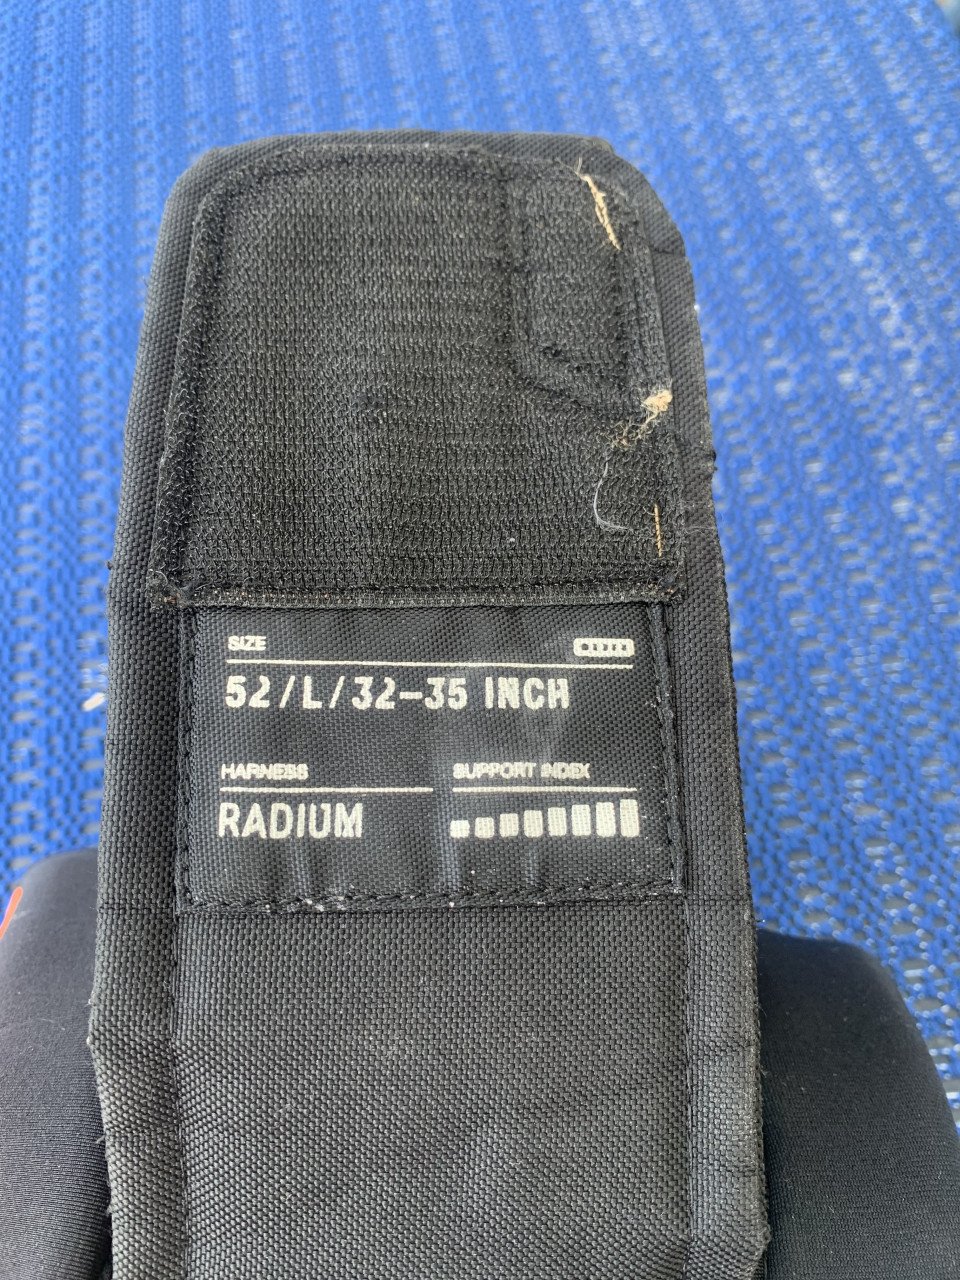 SIZE
52/L/32-35 INCH
HARNESS
SUPPORT INDEX
RADIUM